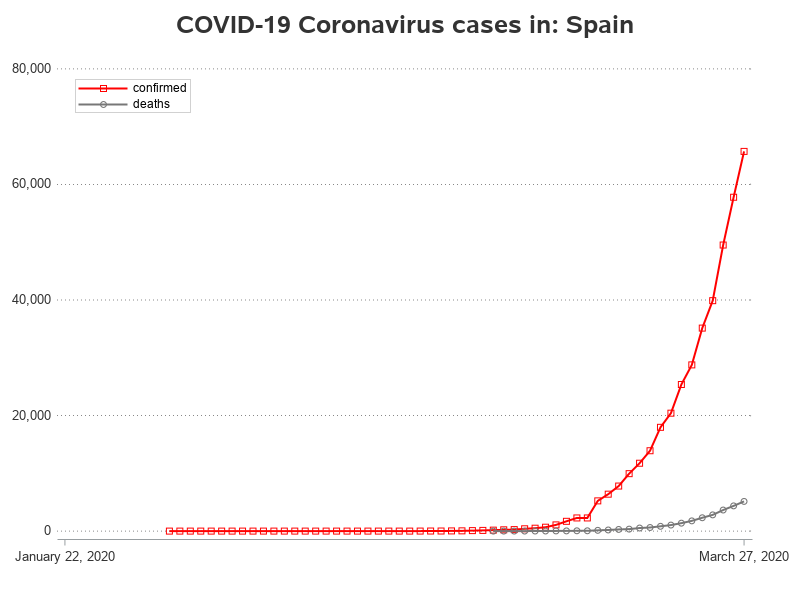 COVID-19 Coronavirus cases in: Spain
80,000
confirmed
deaths
60,000
40,000
20,000
0
January 22, 2020
March 27, 2020